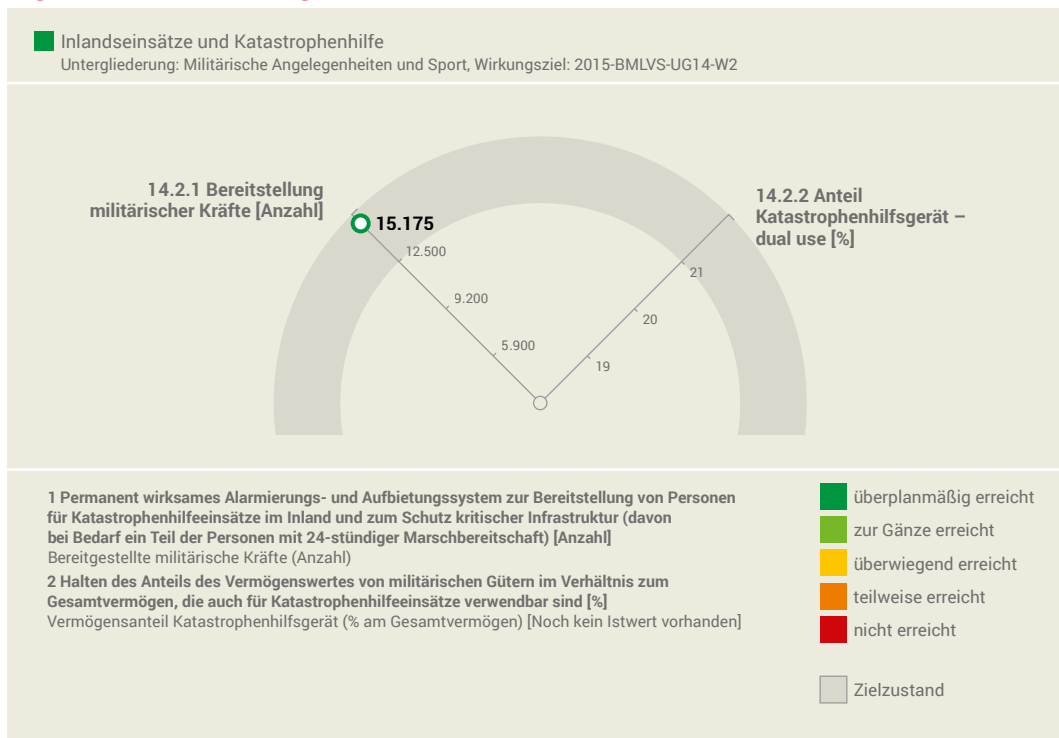 Inlandseinsätze und Katastrophenhilfe
Untergliederung: Militärische Angelegenheiten und Sport, Wirkungsziel: 2015-BMLVS-UG14-W2
14.2.1 Bereitstellung
militärischer Kräfte [Anzahl]
15.175
12.500
9.200
5.900
14.2.2 Anteil
Katastrophenhilfsgerät –
dual use [%]
21
20
19
1 Permanent wirksames Alarmierungs- und Aufbietungssystem zur Bereitstellung von Personen
für Katastrophenhilfeeinsätze im Inland und zum Schutz kritischer Infrastruktur (davon
bei Bedarf ein Teil der Personen mit 24-stündiger Marschbereitschaft) [Anzahl]
Bereitgestellte militärische Kräfte (Anzahl)
2 Halten des Anteils des Vermögenswertes von militärischen Gütern im Verhältnis zum
Gesamtvermögen, die auch für Katastrophenhilfeeinsätze verwendbar sind [%]
Vermögensanteil Katastrophenhilfsgerät (% am Gesamtvermögen) [Noch kein Istwert vorhanden]
überplanmäßig erreicht
zur Gänze erreicht
überwiegend erreicht
teilweise erreicht
nicht erreicht
Zielzustand